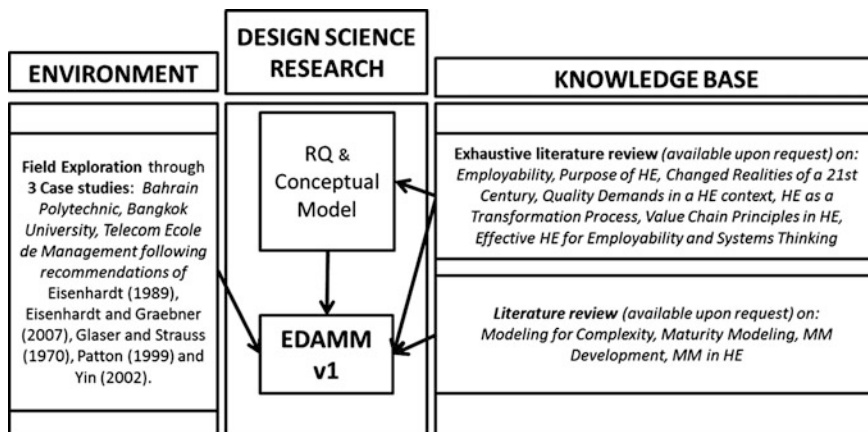 DESIGN SCIENCE
RESEARCH
ENVIRONMENT
KNOWLEDGE BASE
Field Exploration through
3 Case studies: Bahrain
Polytechnic, Bangkok
University, Telecom Ecole
de Management following
recommendations of
Eisenhardt (1989),
Eisenhardt and Graebner
(2007), Glaser and Strauss
(1970), Patton (1999) and
Yin (2002).
RQ &
Conceptual
Model
EDAMM
v1
Exhaustive literature review (available upon request) on:
Employability, Purpose of HE, Changed Realities of a 21st
Century, Quality Demands in a HE context, HE as a
Transformation Process, Value Chain Principles in HE,
Effective HE for Employability and Systems Thinking
Literature review (available upon request) on:
Modeling for Complexity, Maturity Modeling, MM
Development, MM in HE